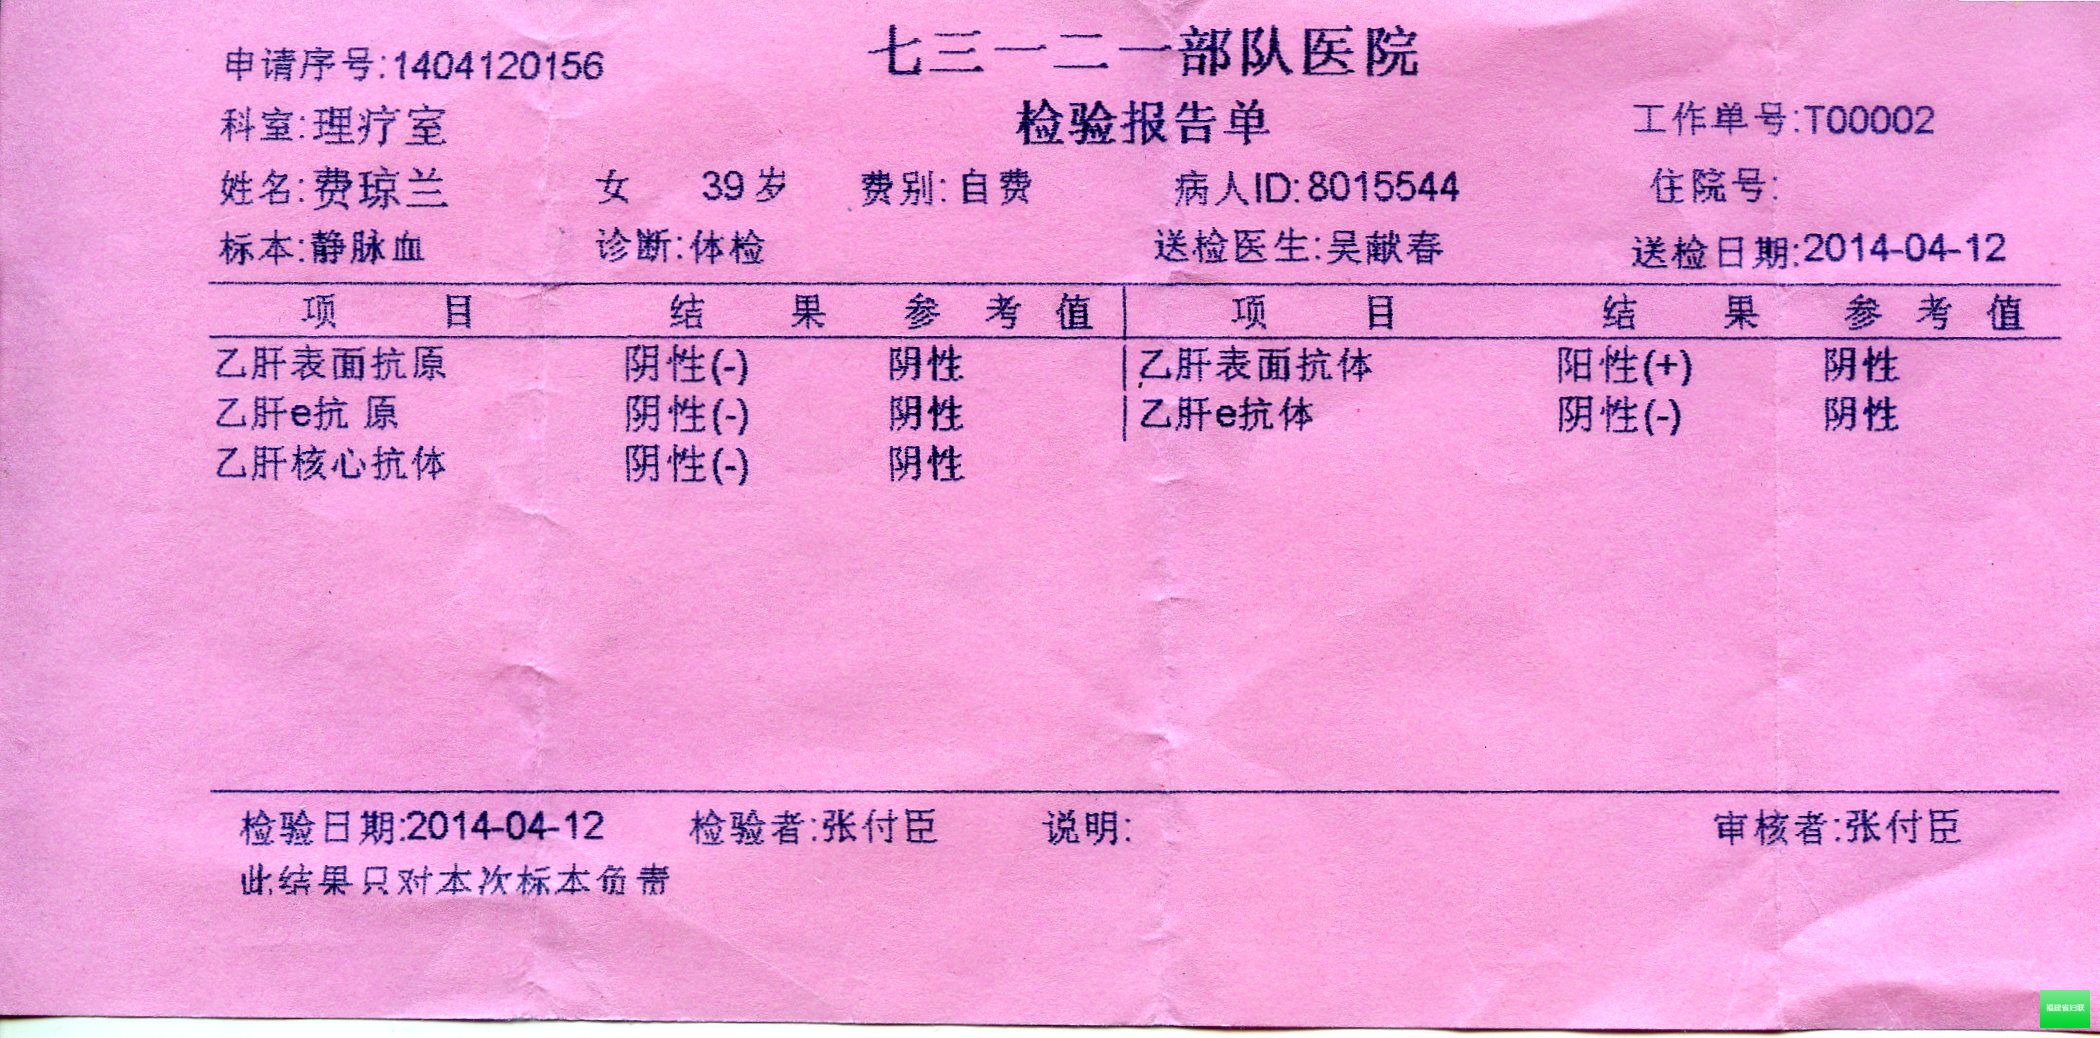 七三一二一部队医院
申请序号:1404120156
检验报告单
科室:理疗室 工作单号:T00002
姓名:费琼兰 女 39岁 费别:自费 病人ID:8015544 住院号:
标本:静脉血 诊断:体检 送检医生:吴献春 送检日期:2014-04-12
项 目 结 果 参 考 值 项 目 结 果 参 考 值
乙肝表面抗原 阴性(-) 阴性 乙肝表面抗体 阳性(+) 阴性
乙肝e抗 原 阴性(-) 阴性 乙肝e抗体 阴性(-) 阴性
乙肝核心抗体 阴性(-) 阴性
检验日期:2014-04-12 检验者:张付臣 说明: 审核者:张付臣
此结果只对本次标本负责
福建省妇联